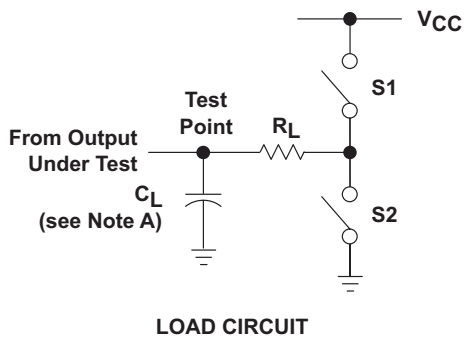 VCC
S1
Test
Point
RL
From Output
Under Test
CL
(see Note A)
S2
LOAD CIRCUIT